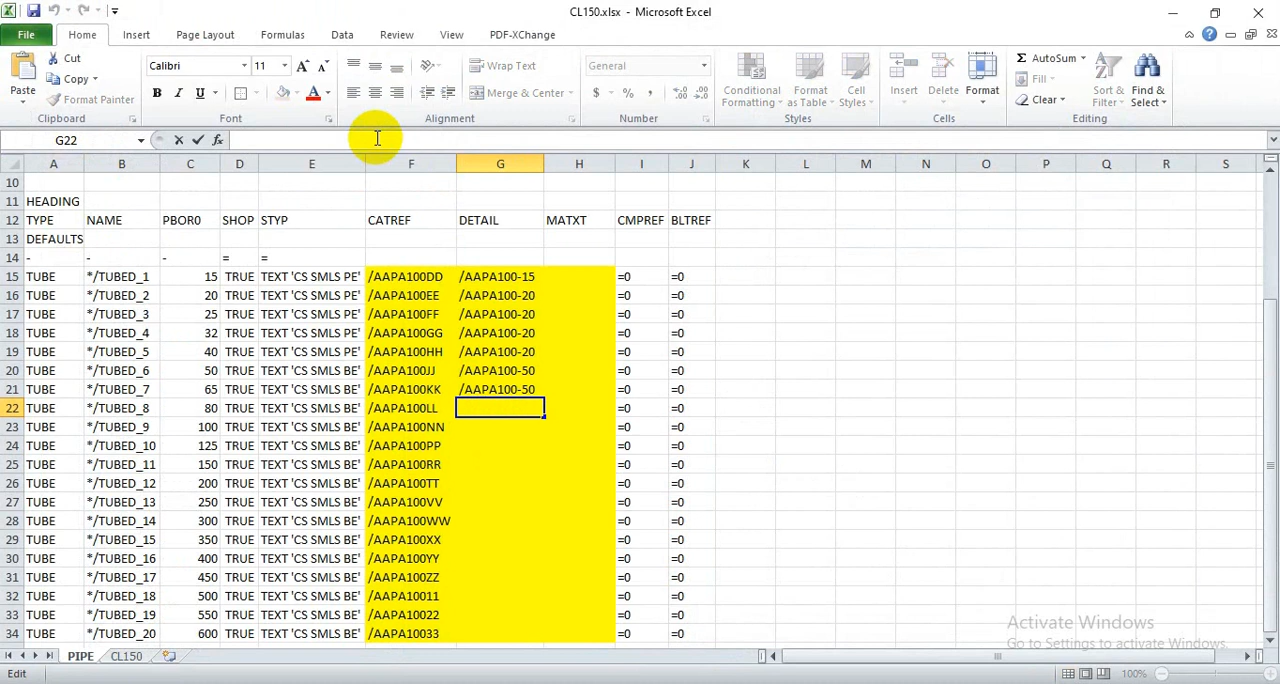 CL150.xlsx - Microsoft Excel
File Home Insert Page Layout Formulas Data Review View PDF-XChange
Paste Cut Copy Format Painter Clipboard
Calibri 11 A A B I U A Font
Wrap Text Merge & Center Alignment
General $ % , .0 .00 .00 .0 Number
Conditional Formatting Format as Table Cell Styles Styles
Insert Delete Format Cells
Σ AutoSum Fill Clear Sort & Filter Find & Select Editing
G22 fx
A B C D E F G H I J K L M N O P Q R S
10
11 HEADING
12 TYPE NAME PBOR0 SHOP STYP CATREF DETAIL MATXT CMPREF BLTREF
13 DEFAULTS
14 - - - = =
15 TUBE */TUBED_1 15 TRUE TEXT 'CS SMLS PE' /AAPA100DD /AAPA100-15 =0 =0
16 TUBE */TUBED_2 20 TRUE TEXT 'CS SMLS PE' /AAPA100EE /AAPA100-20 =0 =0
17 TUBE */TUBED_3 25 TRUE TEXT 'CS SMLS PE' /AAPA100FF /AAPA100-20 =0 =0
18 TUBE */TUBED_4 32 TRUE TEXT 'CS SMLS PE' /AAPA100GG /AAPA100-20 =0 =0
19 TUBE */TUBED_5 40 TRUE TEXT 'CS SMLS PE' /AAPA100HH /AAPA100-20 =0 =0
20 TUBE */TUBED_6 50 TRUE TEXT 'CS SMLS BE' /AAPA100JJ /AAPA100-50 =0 =0
21 TUBE */TUBED_7 65 TRUE TEXT 'CS SMLS BE' /AAPA100KK /AAPA100-50 =0 =0
22 TUBE */TUBED_8 80 TRUE TEXT 'CS SMLS BE' /AAPA100LL =0 =0
23 TUBE */TUBED_9 100 TRUE TEXT 'CS SMLS BE' /AAPA100NN =0 =0
24 TUBE */TUBED_10 125 TRUE TEXT 'CS SMLS BE' /AAPA100PP =0 =0
25 TUBE */TUBED_11 150 TRUE TEXT 'CS SMLS BE' /AAPA100RR =0 =0
26 TUBE */TUBED_12 200 TRUE TEXT 'CS SMLS BE' /AAPA100TT =0 =0
27 TUBE */TUBED_13 250 TRUE TEXT 'CS SMLS BE' /AAPA100VV =0 =0
28 TUBE */TUBED_14 300 TRUE TEXT 'CS SMLS BE' /AAPA100WW =0 =0
29 TUBE */TUBED_15 350 TRUE TEXT 'CS SMLS BE' /AAPA100XX =0 =0
30 TUBE */TUBED_16 400 TRUE TEXT 'CS SMLS BE' /AAPA100YY =0 =0
31 TUBE */TUBED_17 450 TRUE TEXT 'CS SMLS BE' /AAPA100ZZ =0 =0
32 TUBE */TUBED_18 500 TRUE TEXT 'CS SMLS BE' /AAPA10011 =0 =0
33 TUBE */TUBED_19 550 TRUE TEXT 'CS SMLS BE' /AAPA10022 =0 =0
34 TUBE */TUBED_20 600 TRUE TEXT 'CS SMLS BE' /AAPA10033 =0 =0
Activate Windows
Go to Settings to activate Windows.
PIPE CL150
Edit 100%